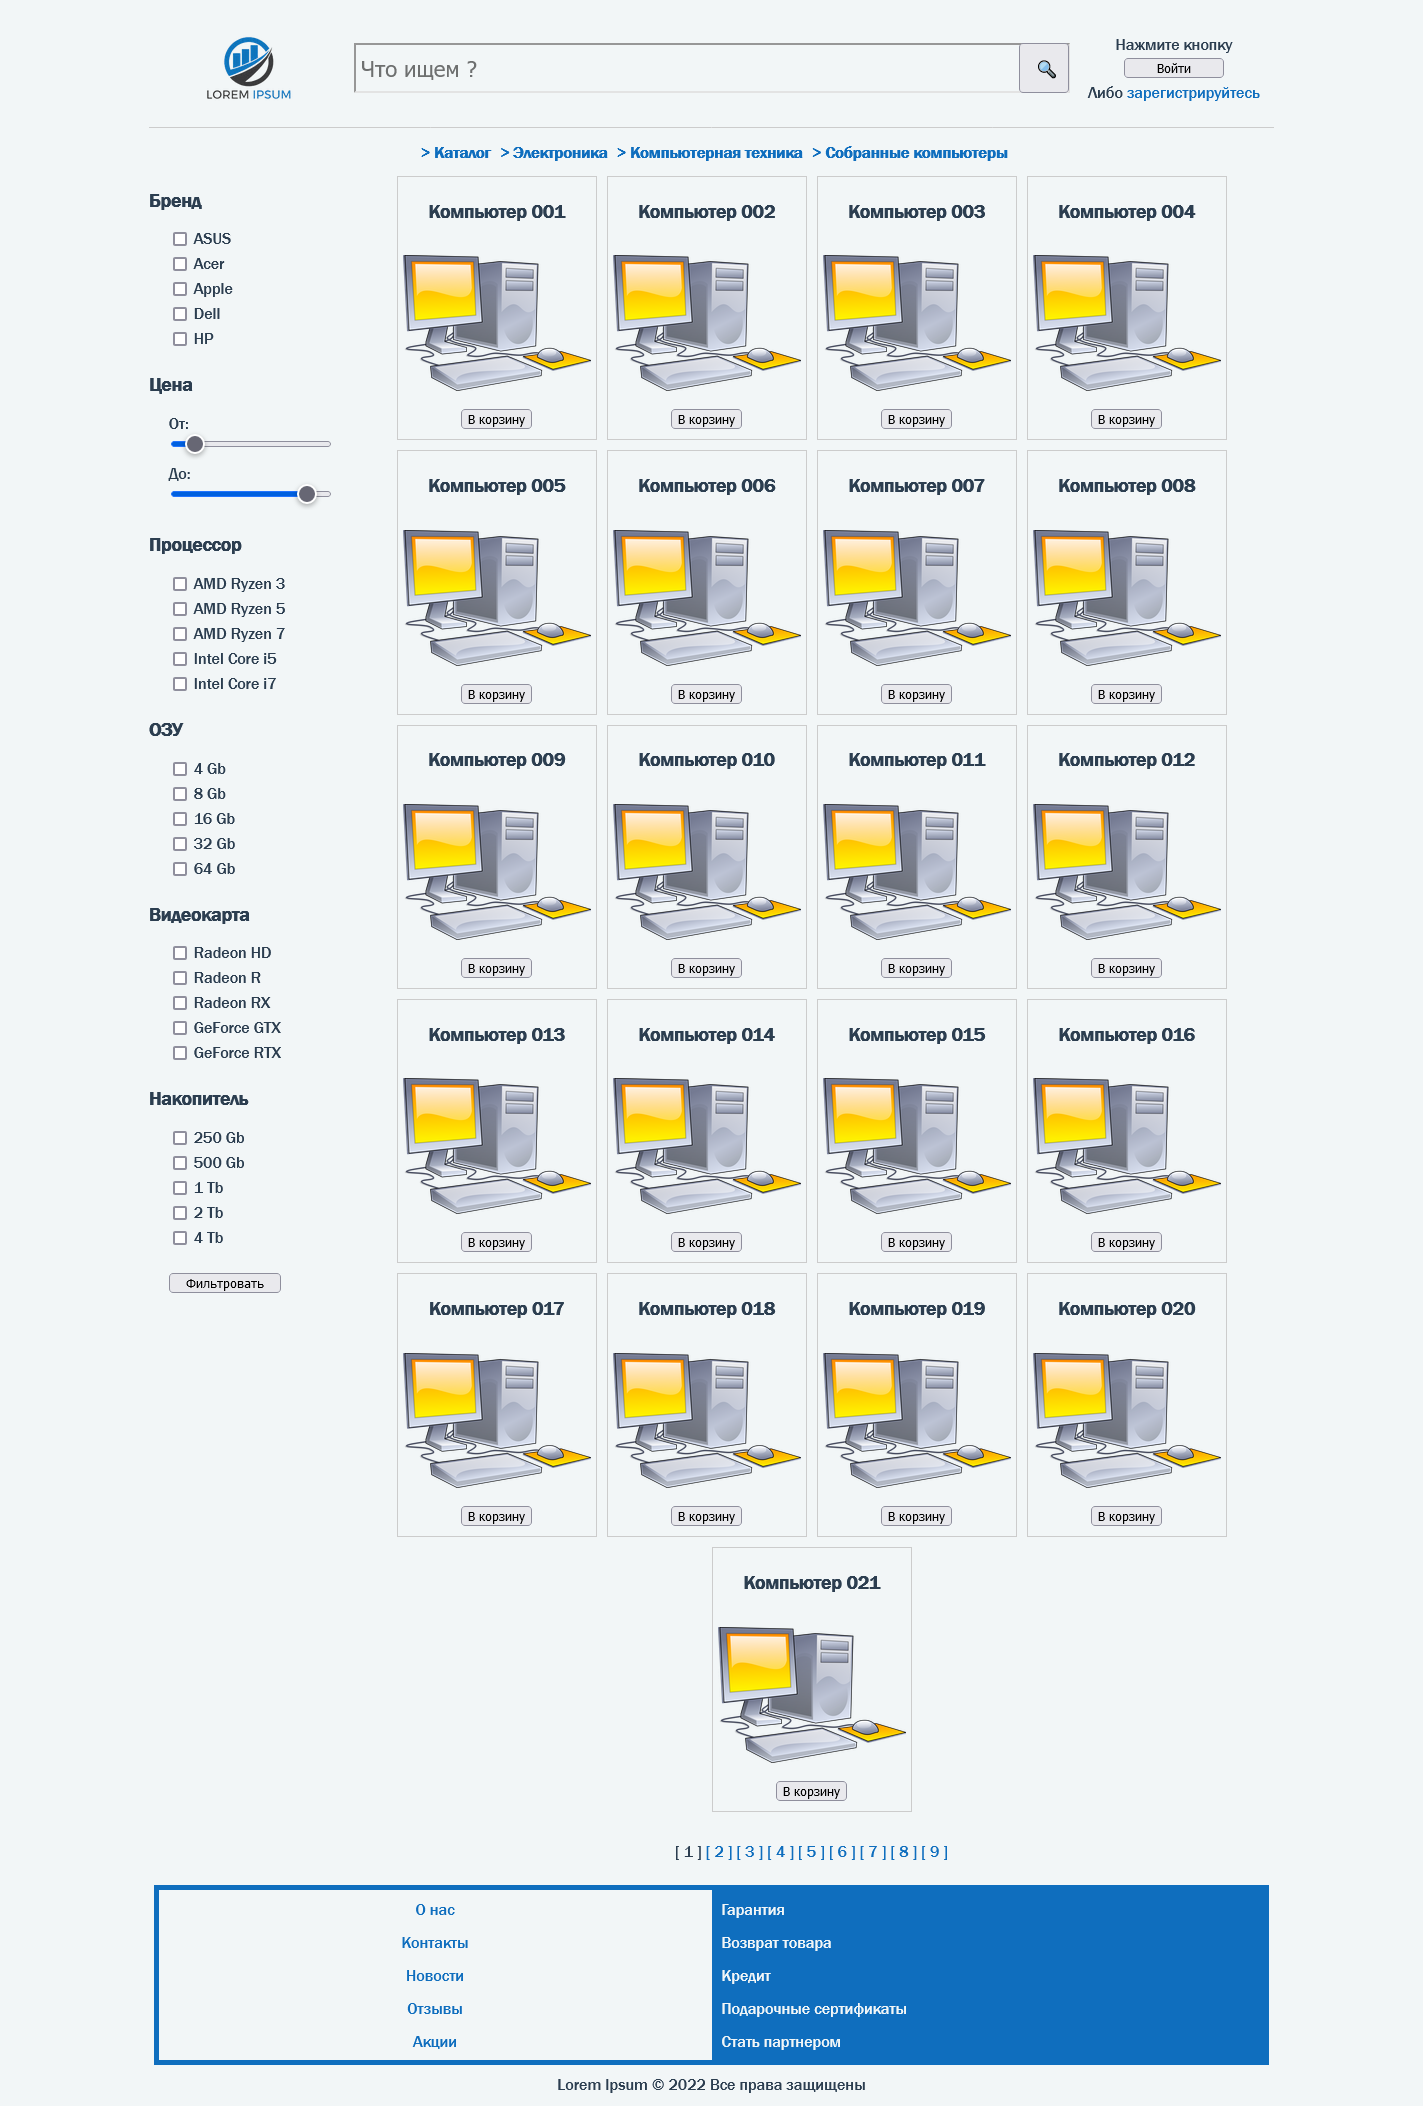 LOREM IPSUM
Что ищем ?
Нажмите кнопку
Войти
Либо зарегистрируйтесь
> Каталог > Электроника > Компьютерная техника > Собранные компьютеры
Бренд
ASUS
Acer
Apple
Dell
HP
Цена
От:
До:
Процессор
AMD Ryzen 3
AMD Ryzen 5
AMD Ryzen 7
Intel Core i5
Intel Core i7
ОЗУ
4 Gb
8 Gb
16 Gb
32 Gb
64 Gb
Видеокарта
Radeon HD
Radeon R
Radeon RX
GeForce GTX
GeForce RTX
Накопитель
250 Gb
500 Gb
1 Tb
2 Tb
4 Tb
Фильтровать
Компьютер 001 Компьютер 002 Компьютер 003 Компьютер 004
В корзину В корзину В корзину В корзину
Компьютер 005 Компьютер 006 Компьютер 007 Компьютер 008
В корзину В корзину В корзину В корзину
Компьютер 009 Компьютер 010 Компьютер 011 Компьютер 012
В корзину В корзину В корзину В корзину
Компьютер 013 Компьютер 014 Компьютер 015 Компьютер 016
В корзину В корзину В корзину В корзину
Компьютер 017 Компьютер 018 Компьютер 019 Компьютер 020
В корзину В корзину В корзину В корзину
Компьютер 021
В корзину
[ 1 ] [ 2 ] [ 3 ] [ 4 ] [ 5 ] [ 6 ] [ 7 ] [ 8 ] [ 9 ]
О нас
Контакты
Новости
Отзывы
Акции
Гарантия
Возврат товара
Кредит
Подарочные сертификаты
Стать партнером
Lorem Ipsum © 2022 Все права защищены